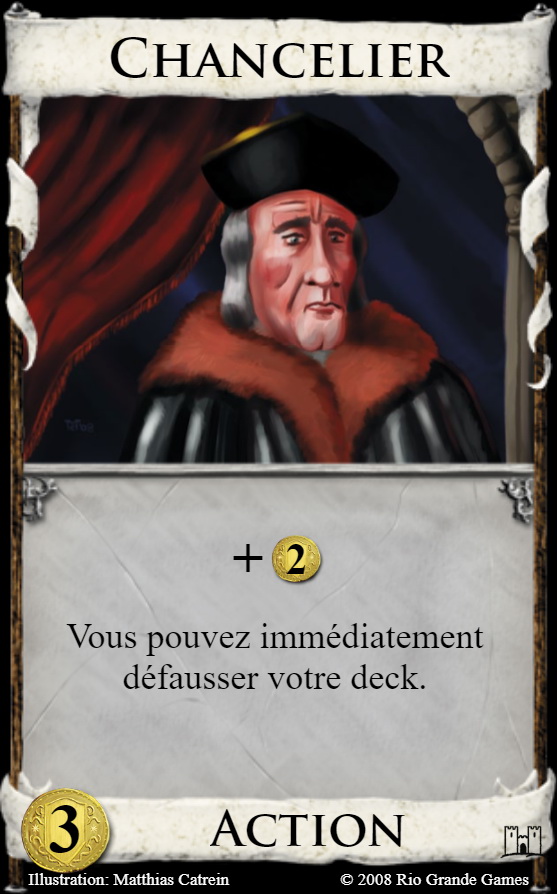 CHANCELIER
+ 2
Vous pouvez immédiatement
défausser votre deck.
3
ACTION
Illustration: Matthias Catrein
© 2008 Rio Grande Games